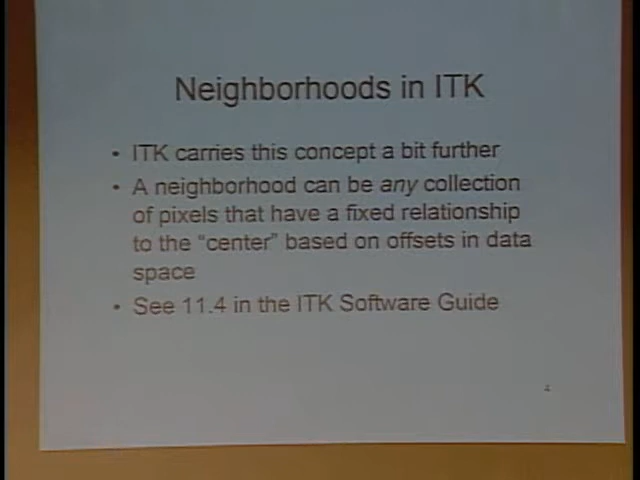 Neighborhoods in ITK
• ITK carries this concept a bit further
• A neighborhood can be any collection
of pixels that have a fixed relationship
to the “center” based on offsets in data
space
• See 11.4 in the ITK Software Guide
4